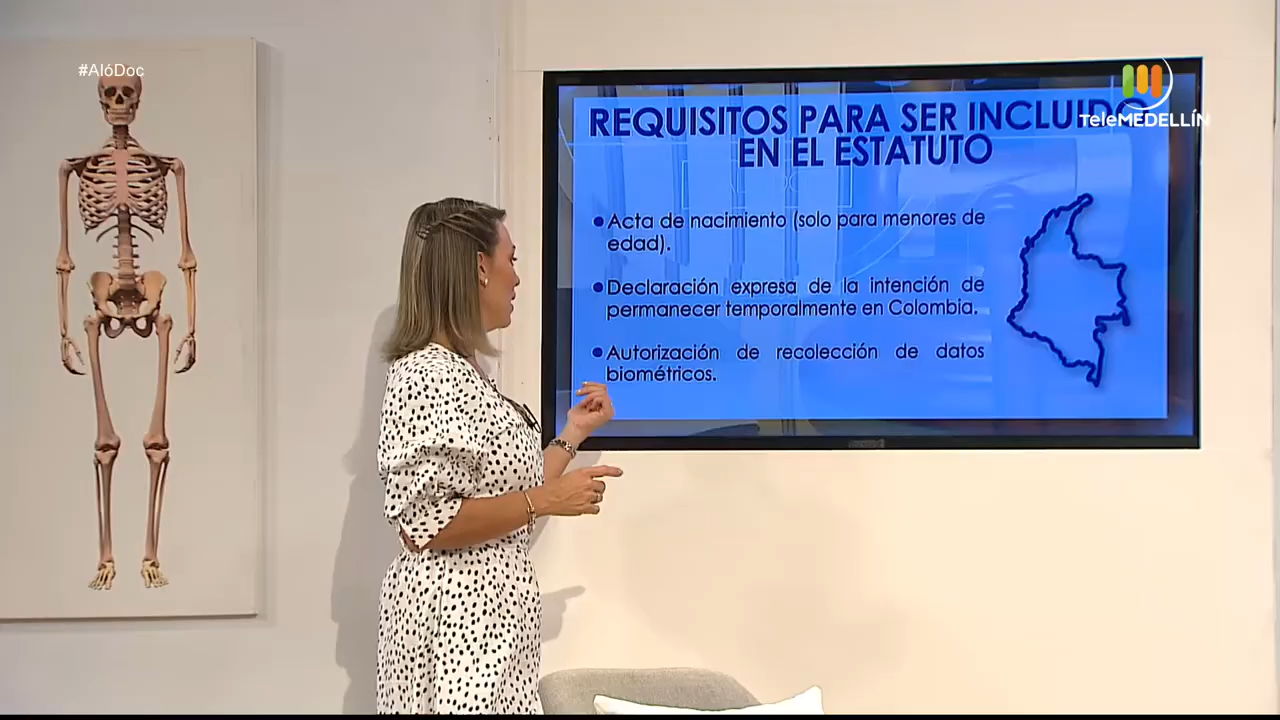 #AlóDoc
TeleMEDELLÍN
REQUISITOS PARA SER INCLUIDO
EN EL ESTATUTO
•Acta de nacimiento (solo para menores de
edad).
•Declaración expresa de la intención de
permanecer temporalmente en Colombia.
•Autorización de recolección de datos
biométricos.